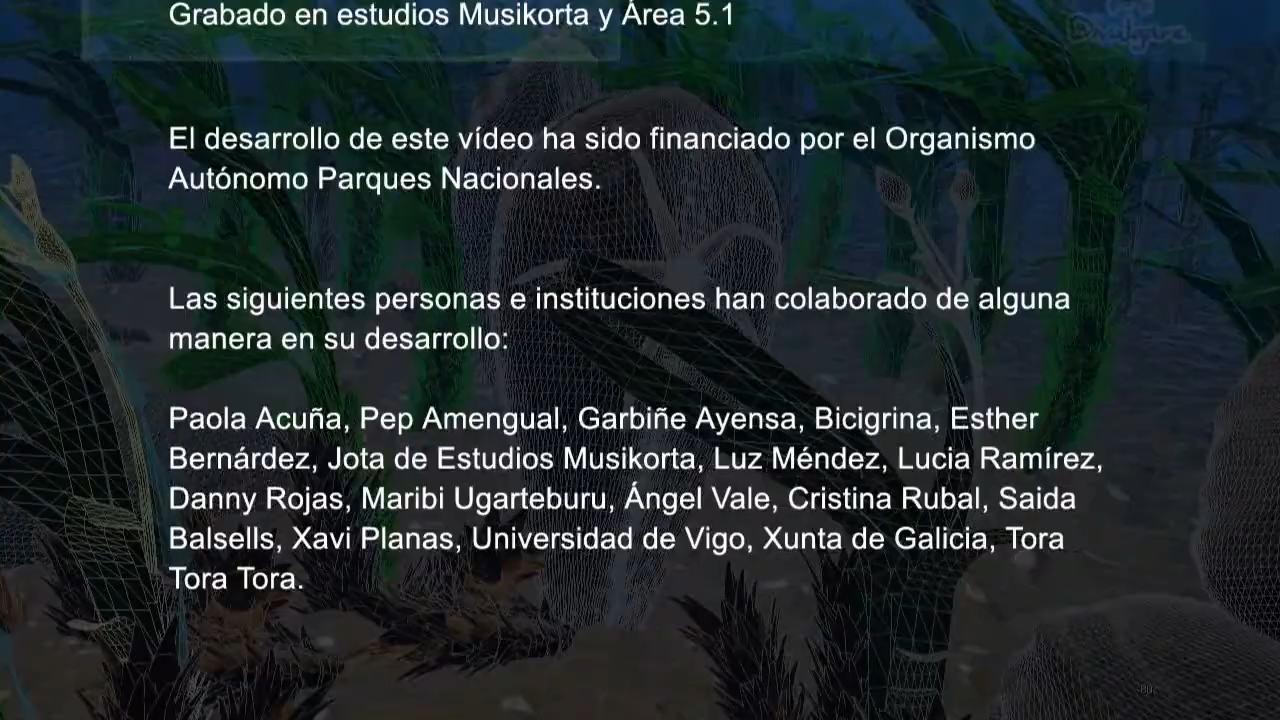 Grabado en estudios Musikorta y Área 5.1
Divulgare
El desarrollo de este vídeo ha sido financiado por el Organismo
Autónomo Parques Nacionales.
Las siguientes personas e instituciones han colaborado de alguna
manera en su desarrollo:
Paola Acuña, Pep Amengual, Garbiñe Ayensa, Bicigrina, Esther
Bernárdez, Jota de Estudios Musikorta, Luz Méndez, Lucia Ramírez,
Danny Rojas, Maribi Ugarteburu, Ángel Vale, Cristina Rubal, Saida
Balsells, Xavi Planas, Universidad de Vigo, Xunta de Galicia, Tora
Tora Tora.